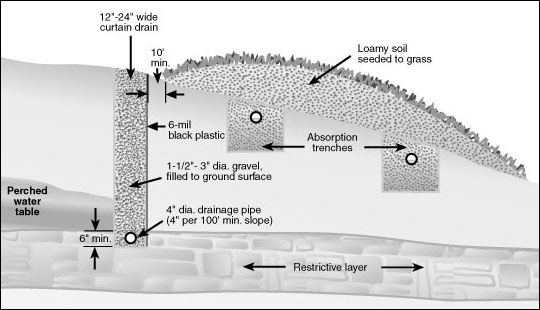 12"-24" wide
curtain drain
10'
min.
Loamy soil
seeded to grass
6-mil
black plastic
Absorption
trenches
1-1/2"- 3" dia. gravel,
filled to ground surface
Perched
water
table
4" dia. drainage pipe
(4" per 100' min. slope)
6" min.
Restrictive layer